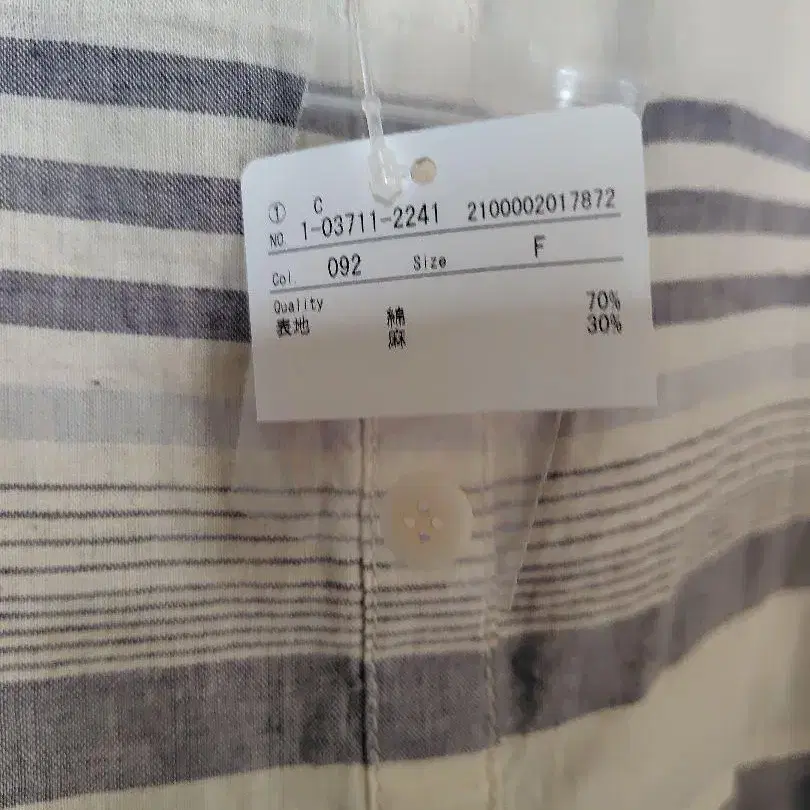 ① C
NO. 1-03711-2241 2100002017872
Col. 092 Size F
Quality
表地 綿 70%
麻 30%